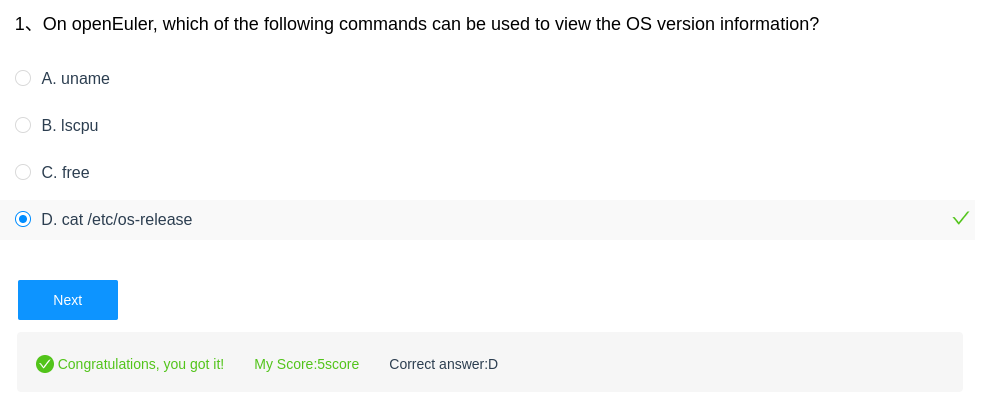 1、On openEuler, which of the following commands can be used to view the OS version information?
A. uname
B. lscpu
C. free
D. cat /etc/os-release
Next
Congratulations, you got it! My Score:5score Correct answer:D